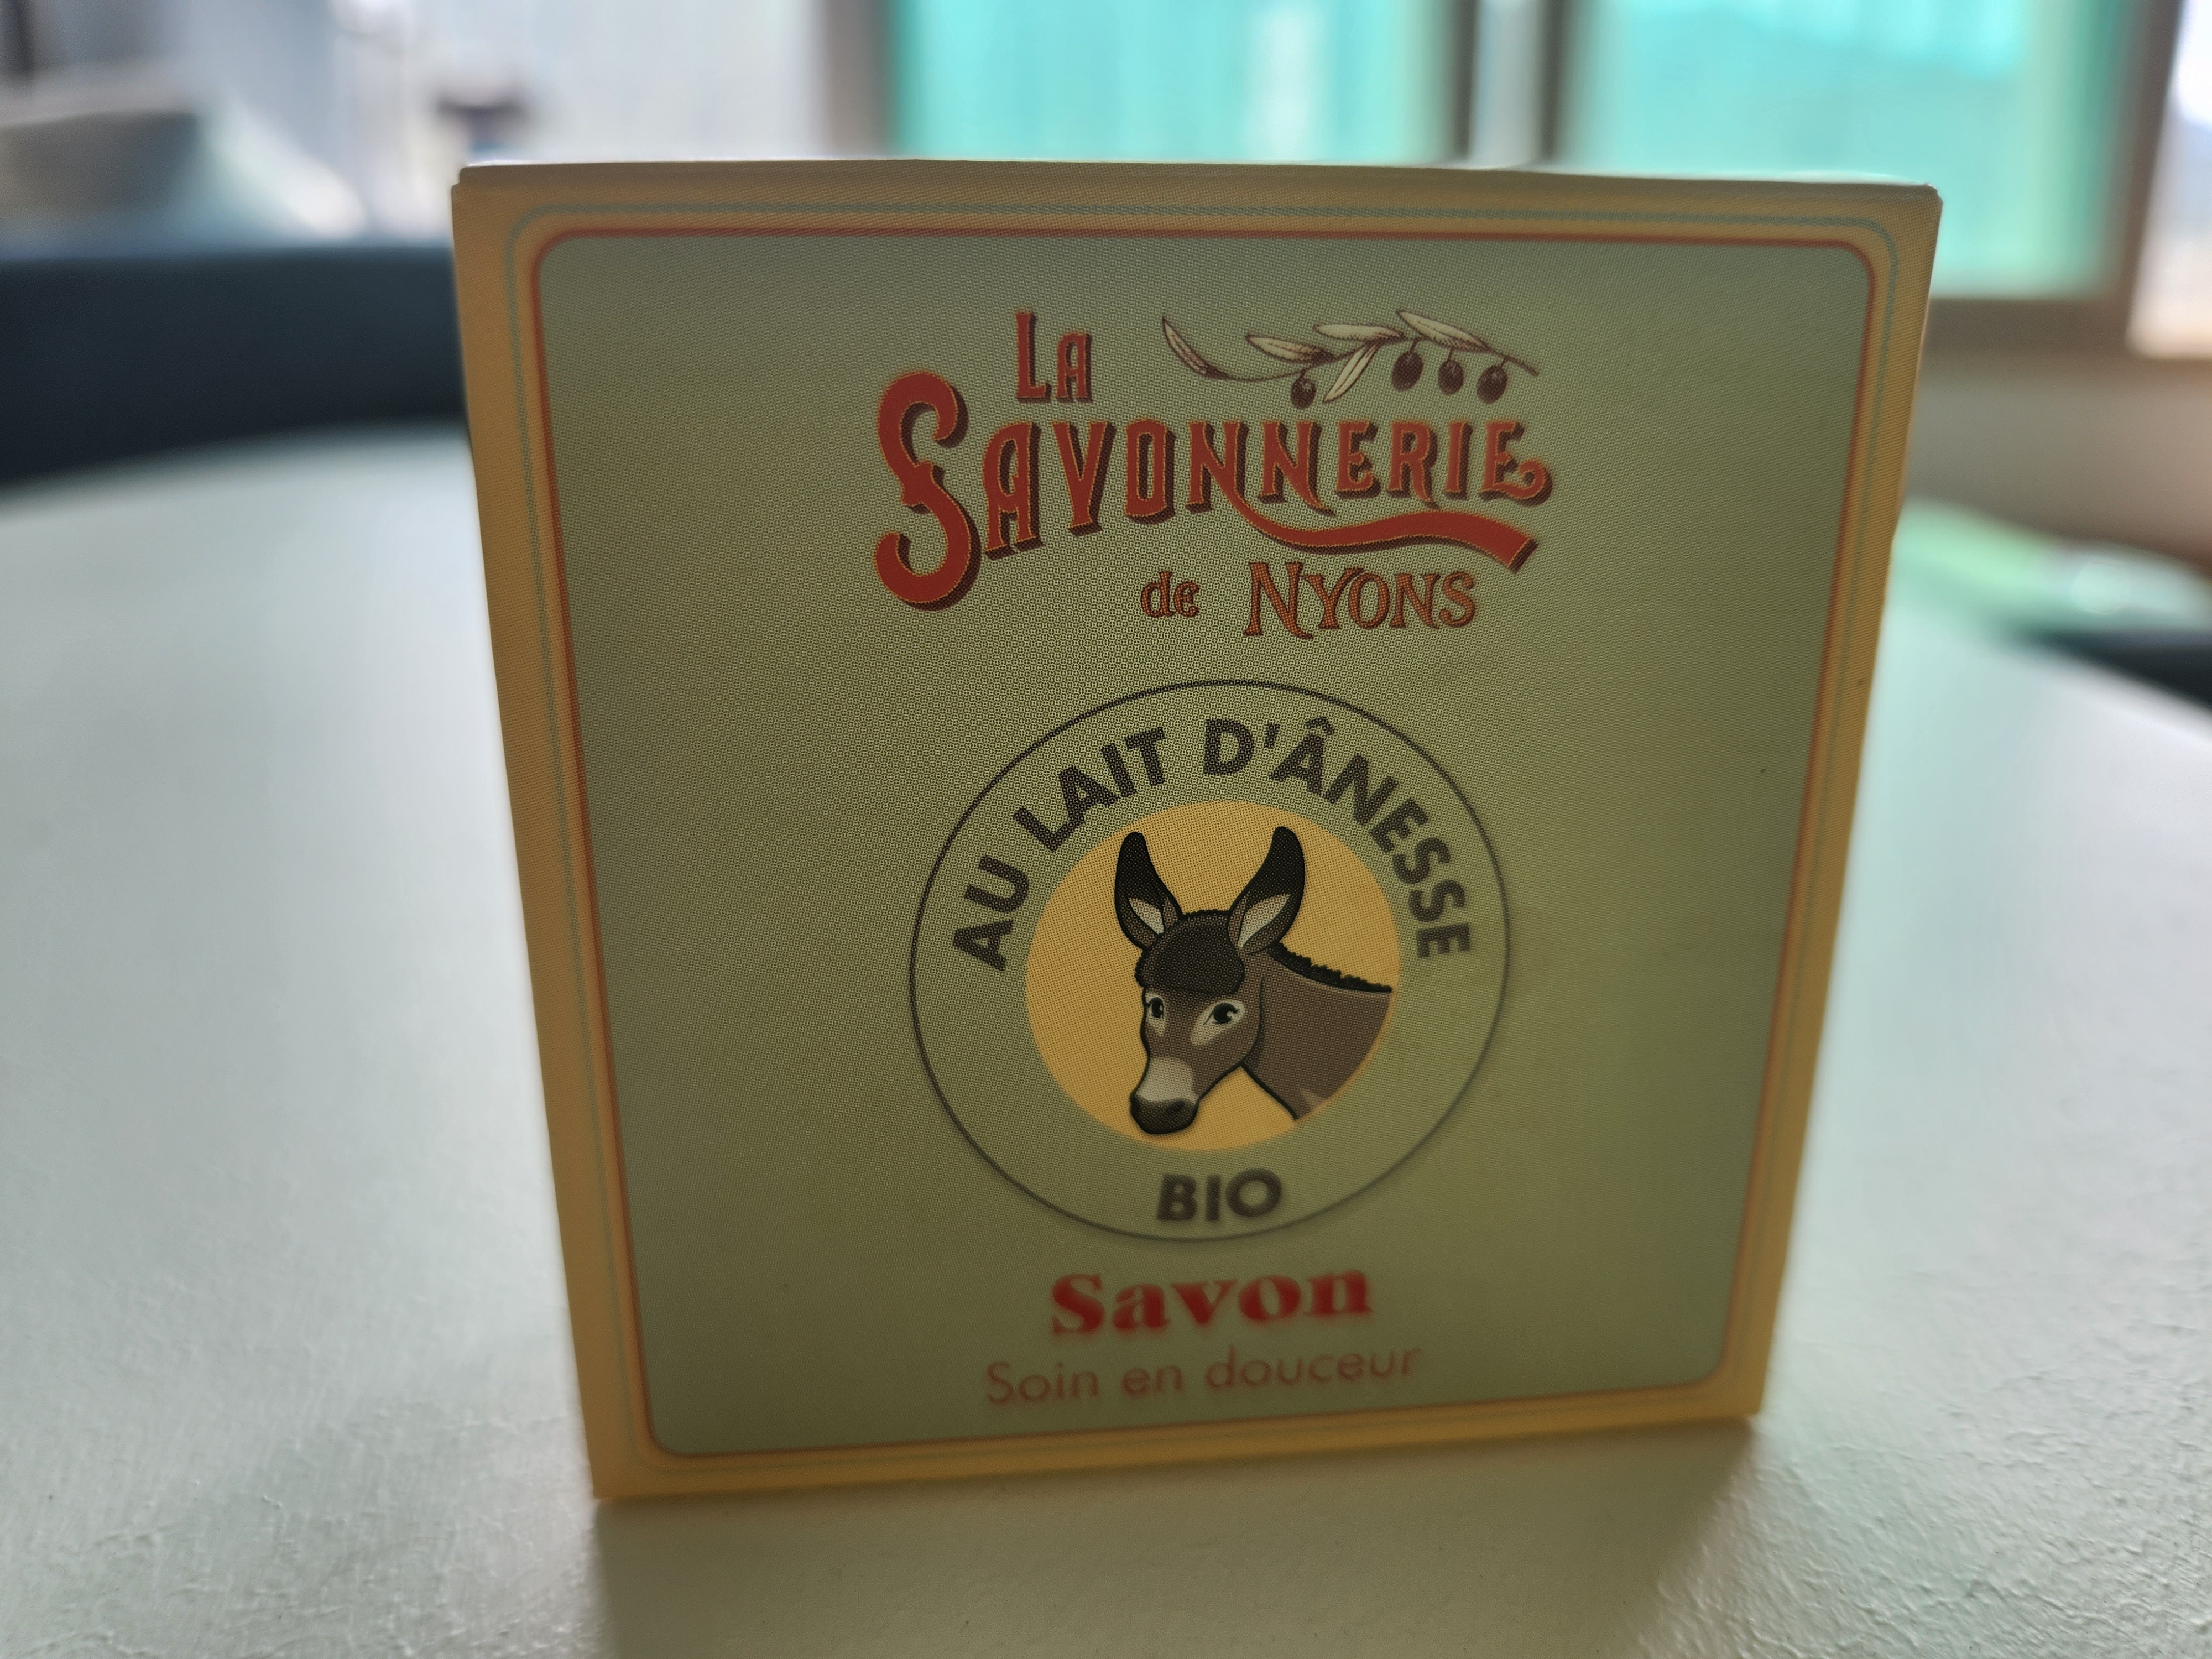 LA
SAVONNERIE
de NYONS
AU LAIT D'ÂNESSE
BIO
Savon
Soin en douceur